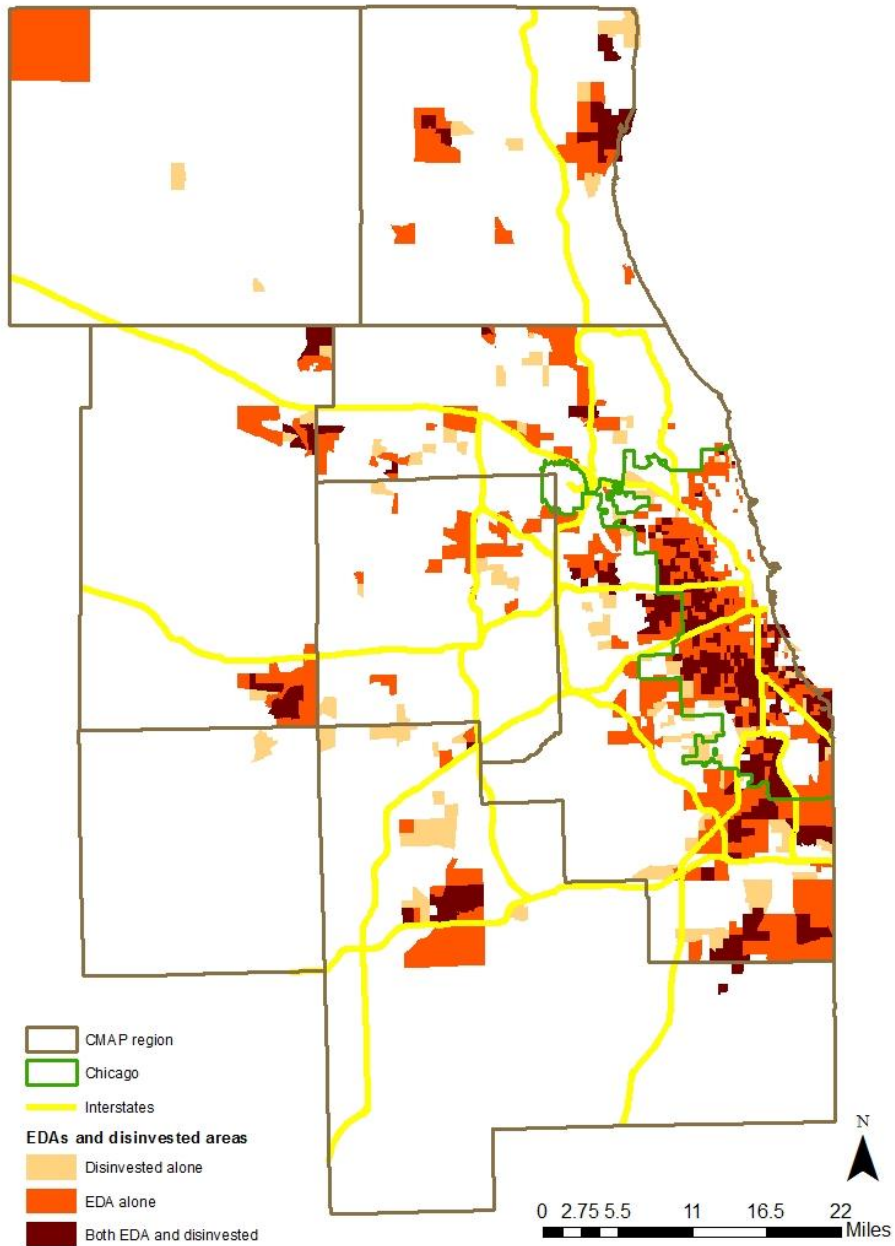 CMAP region
Chicago
Interstates
EDAs and disinvested areas
Disinvested alone
EDA alone
Both EDA and disinvested
N
0 2.75 5.5 11 16.5 22
Miles